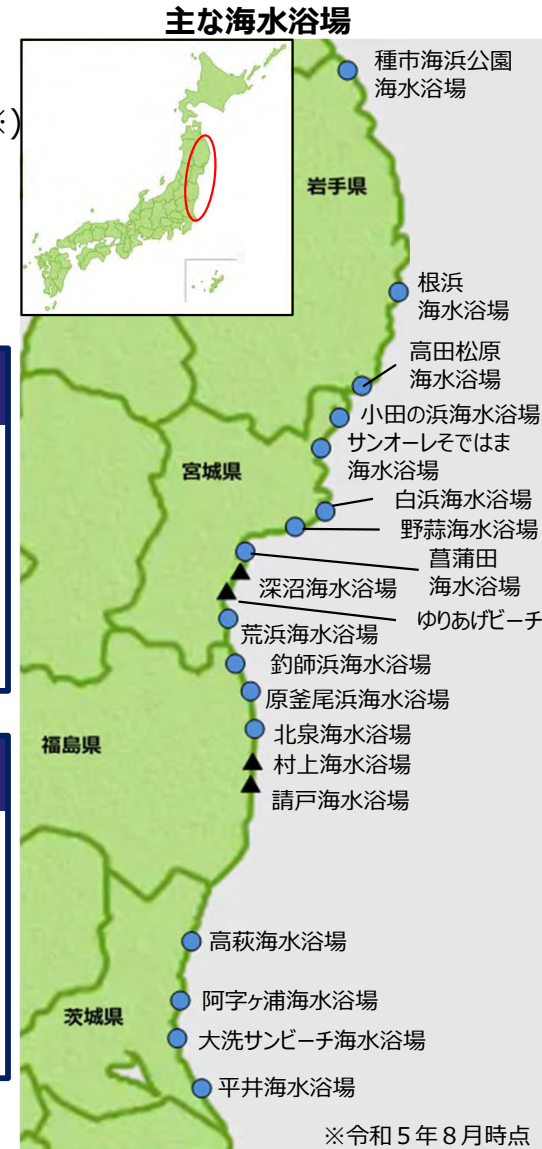 主な海水浴場
※)
種市海浜公園
海水浴場
岩手県
根浜
海水浴場
高田松原
海水浴場
小田の浜海水浴場
サンオーレそではま
海水浴場
宮城県
白浜海水浴場
野蒜海水浴場
菖蒲田
海水浴場
深沼海水浴場
ゆりあげビーチ
荒浜海水浴場
釣師浜海水浴場
原釜尾浜海水浴場
北泉海水浴場
福島県
村上海水浴場
請戸海水浴場
高萩海水浴場
阿字ヶ浦海水浴場
茨城県
大洗サンビーチ海水浴場
平井海水浴場
※令和5年8月時点